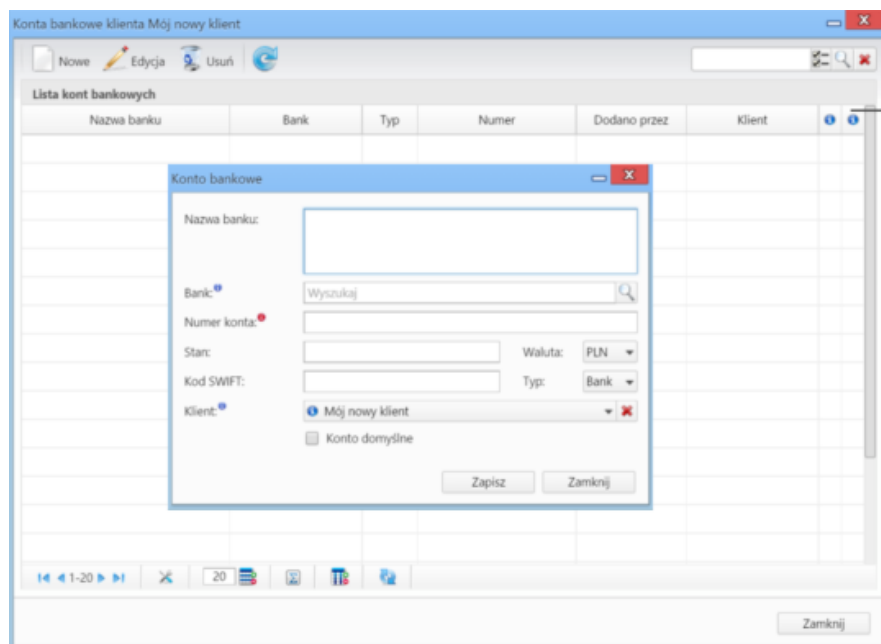 Konta bankowe klienta Mój nowy klient
Nowe Edycja Usuń
Lista kont bankowych
Nazwa banku Bank Typ Numer Dodano przez Klient
Konto bankowe
Nazwa banku:
Bank: Wyszukaj
Numer konta:
Stan: Waluta: PLN
Kod SWIFT: Typ: Bank
Klient: Mój nowy klient
Konto domyślne
Zapisz Zamknij
1-20 20
Zamknij